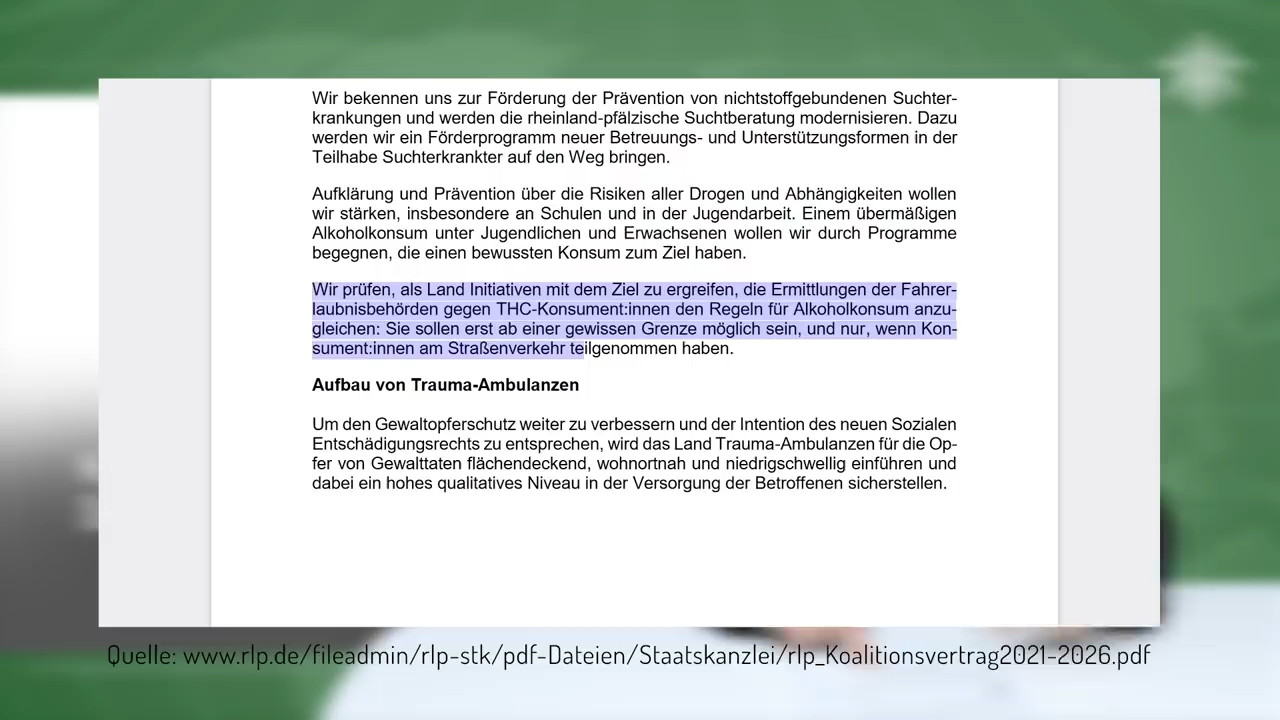 Wir bekennen uns zur Förderung der Prävention von nichtstoffgebundenen Suchter-
krankungen und werden die rheinland-pfälzische Suchtberatung modernisieren. Dazu
werden wir ein Förderprogramm neuer Betreuungs- und Unterstützungsformen in der
Teilhabe Suchterkrankter auf den Weg bringen.
Aufklärung und Prävention über die Risiken aller Drogen und Abhängigkeiten wollen
wir stärken, insbesondere an Schulen und in der Jugendarbeit. Einem übermäßigen
Alkoholkonsum unter Jugendlichen und Erwachsenen wollen wir durch Programme
begegnen, die einen bewussten Konsum zum Ziel haben.
Wir prüfen, als Land Initiativen mit dem Ziel zu ergreifen, die Ermittlungen der Fahrer-
laubnisbehörden gegen THC-Konsument:innen den Regeln für Alkoholkonsum anzu-
gleichen: Sie sollen erst ab einer gewissen Grenze möglich sein, und nur, wenn Kon-
sument:innen am Straßenverkehr teilgenommen haben.
Aufbau von Trauma-Ambulanzen
Um den Gewaltopferschutz weiter zu verbessern und der Intention des neuen Sozialen
Entschädigungsrechts zu entsprechen, wird das Land Trauma-Ambulanzen für die Op-
fer von Gewalttaten flächendeckend, wohnortnah und niedrigschwellig einführen und
dabei ein hohes qualitatives Niveau in der Versorgung der Betroffenen sicherstellen.
Quelle: www.rlp.de/fileadmin/rlp-stk/pdf-Dateien/Staatskanzlei/rlp_Koalitionsvertrag2021-2026.pdf